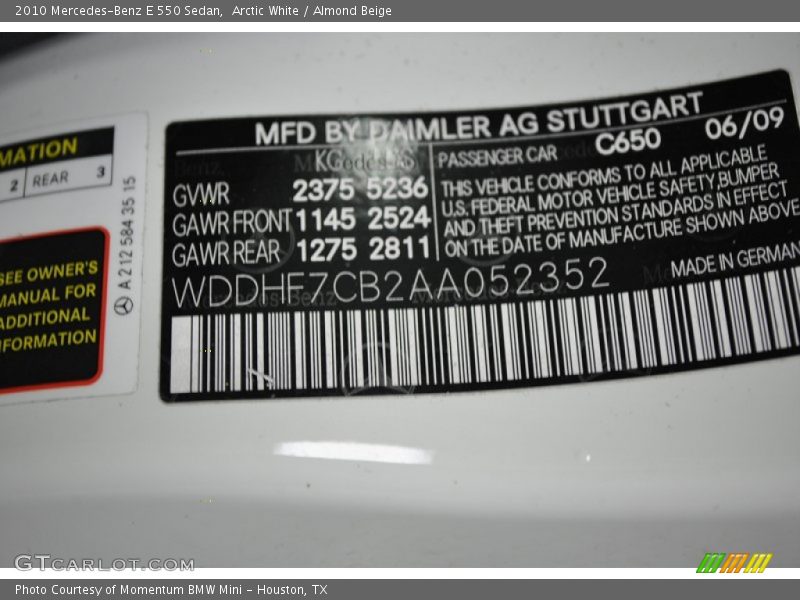 2010 Mercedes-Benz E 550 Sedan, Arctic White / Almond Beige
MATION
2 REAR 3
SEE OWNER'S
MANUAL FOR
ADDITIONAL
INFORMATION
A 212 584 35 15
MFD BY DAIMLER AG STUTTGART
KG
PASSENGER CAR C650 06/09
GVWR 2375 5236
GAWR FRONT 1145 2524
GAWR REAR 1275 2811
THIS VEHICLE CONFORMS TO ALL APPLICABLE
U.S. FEDERAL MOTOR VEHICLE SAFETY,BUMPER
AND THEFT PREVENTION STANDARDS IN EFFECT
ON THE DATE OF MANUFACTURE SHOWN ABOVE
WDDHF7CB2AA052352
MADE IN GERMAN
GTCARLOT.COM
Photo Courtesy of Momentum BMW Mini - Houston, TX